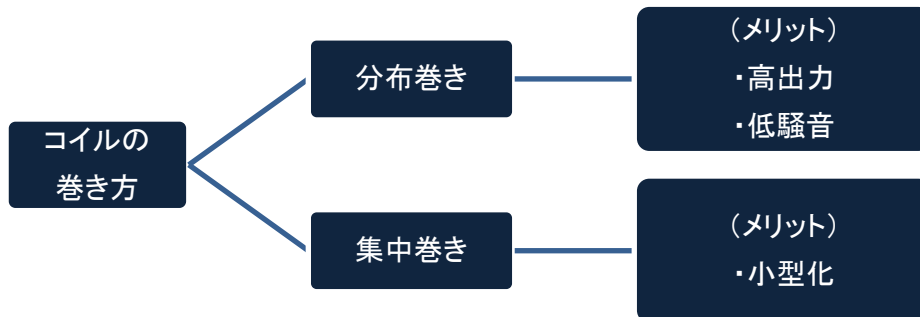 コイルの
巻き方
分布巻き
（メリット）
・高出力
・低騒音
集中巻き
（メリット）
・小型化